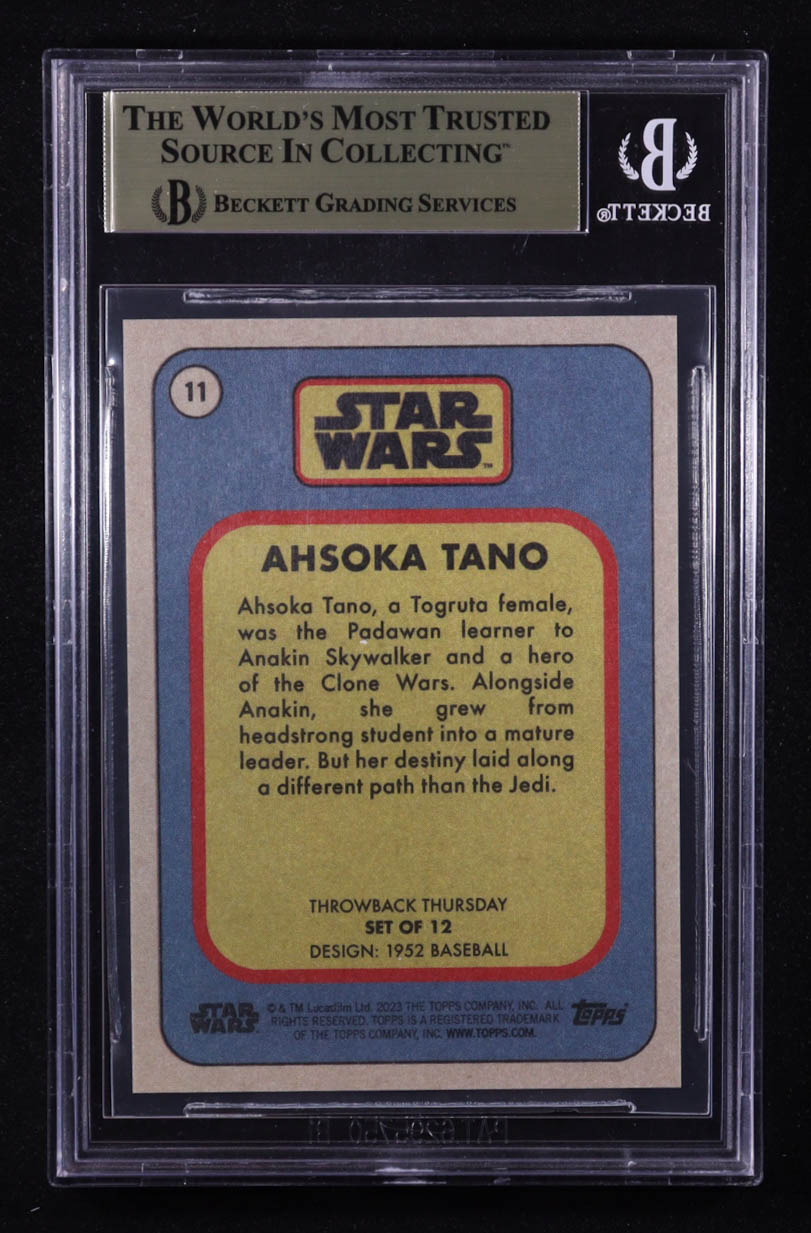 THE WORLD'S MOST TRUSTED
SOURCE IN COLLECTING™
B BECKETT GRADING SERVICES
B
BECKETT®
11
STAR
WARS™
AHSOKA TANO
Ahsoka Tano, a Togruta female,
was the Padawan learner to
Anakin Skywalker and a hero
of the Clone Wars. Alongside
Anakin, she grew from
headstrong student into a mature
leader. But her destiny laid along
a different path than the Jedi.
THROWBACK THURSDAY
SET OF 12
DESIGN: 1952 BASEBALL
STAR
WARS
© & TM Lucasfilm Ltd. 2023 THE TOPPS COMPANY, INC. ALL
RIGHTS RESERVED. TOPPS IS A REGISTERED TRADEMARK
OF THE TOPPS COMPANY, INC. WWW.TOPPS.COM.
Topps